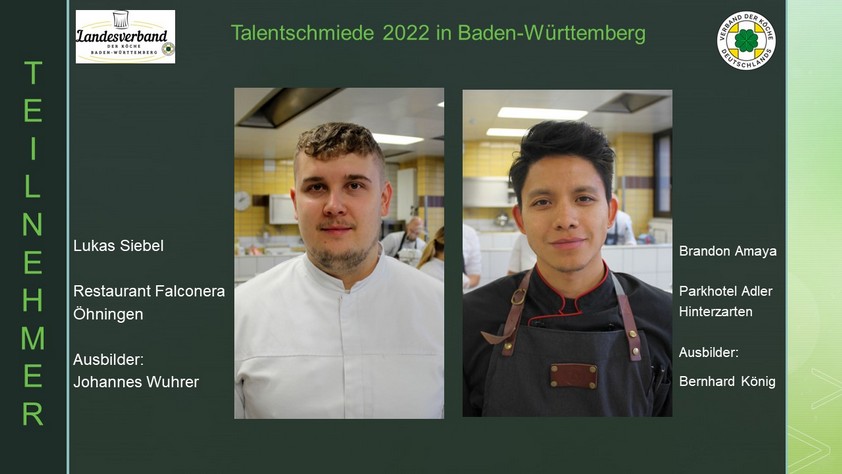 Landesverband
DER KÖCHE
BADEN-WÜRTTEMBERG
Talentschmiede 2022 in Baden-Württemberg
VERBAND DER KÖCHE
DEUTSCHLANDS
TEILNEHMER
Lukas Siebel
Restaurant Falconera
Öhningen
Ausbilder:
Johannes Wuhrer
Brandon Amaya
Parkhotel Adler
Hinterzarten
Ausbilder:
Bernhard König